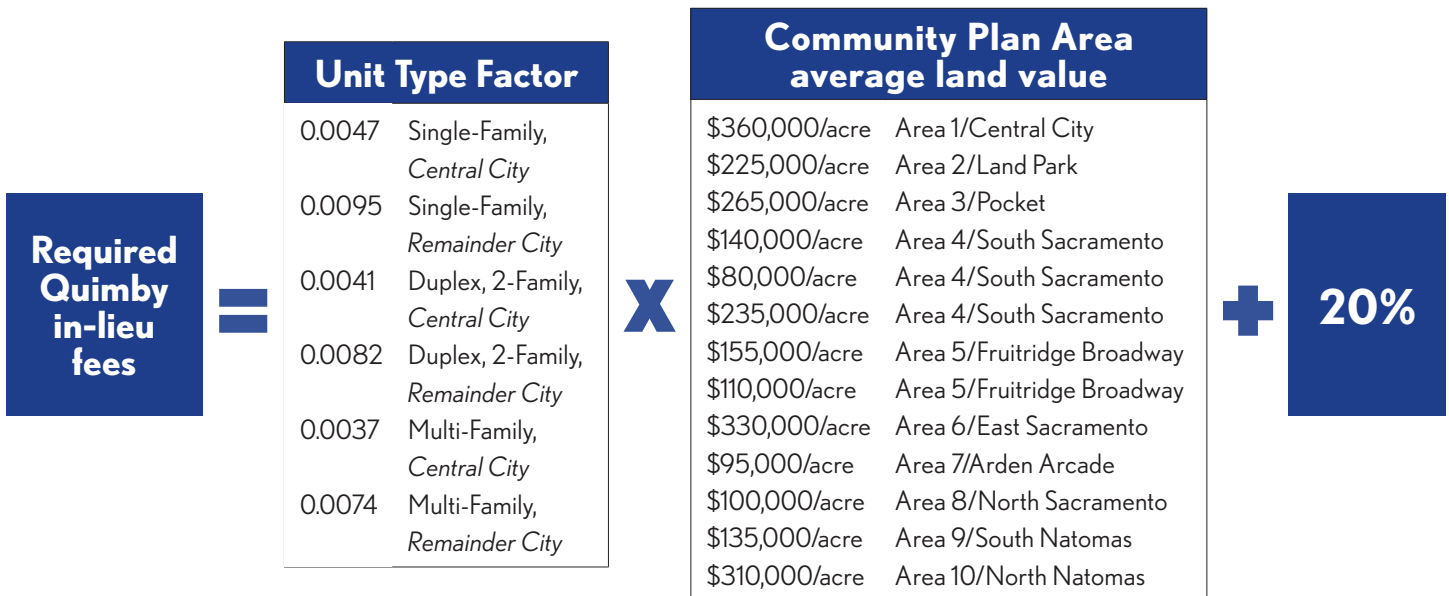 Required
Quimby
in-lieu
fees
=
Unit Type Factor
0.0047 Single-Family,
Central City
0.0095 Single-Family,
Remainder City
0.0041 Duplex, 2-Family,
Central City
0.0082 Duplex, 2-Family,
Remainder City
0.0037 Multi-Family,
Central City
0.0074 Multi-Family,
Remainder City
X
Community Plan Area
average land value
$360,000/acre Area 1/Central City
$225,000/acre Area 2/Land Park
$265,000/acre Area 3/Pocket
$140,000/acre Area 4/South Sacramento
$80,000/acre Area 4/South Sacramento
$235,000/acre Area 4/South Sacramento
$155,000/acre Area 5/Fruitridge Broadway
$110,000/acre Area 5/Fruitridge Broadway
$330,000/acre Area 6/East Sacramento
$95,000/acre Area 7/Arden Arcade
$100,000/acre Area 8/North Sacramento
$135,000/acre Area 9/South Natomas
$310,000/acre Area 10/North Natomas
+
20%